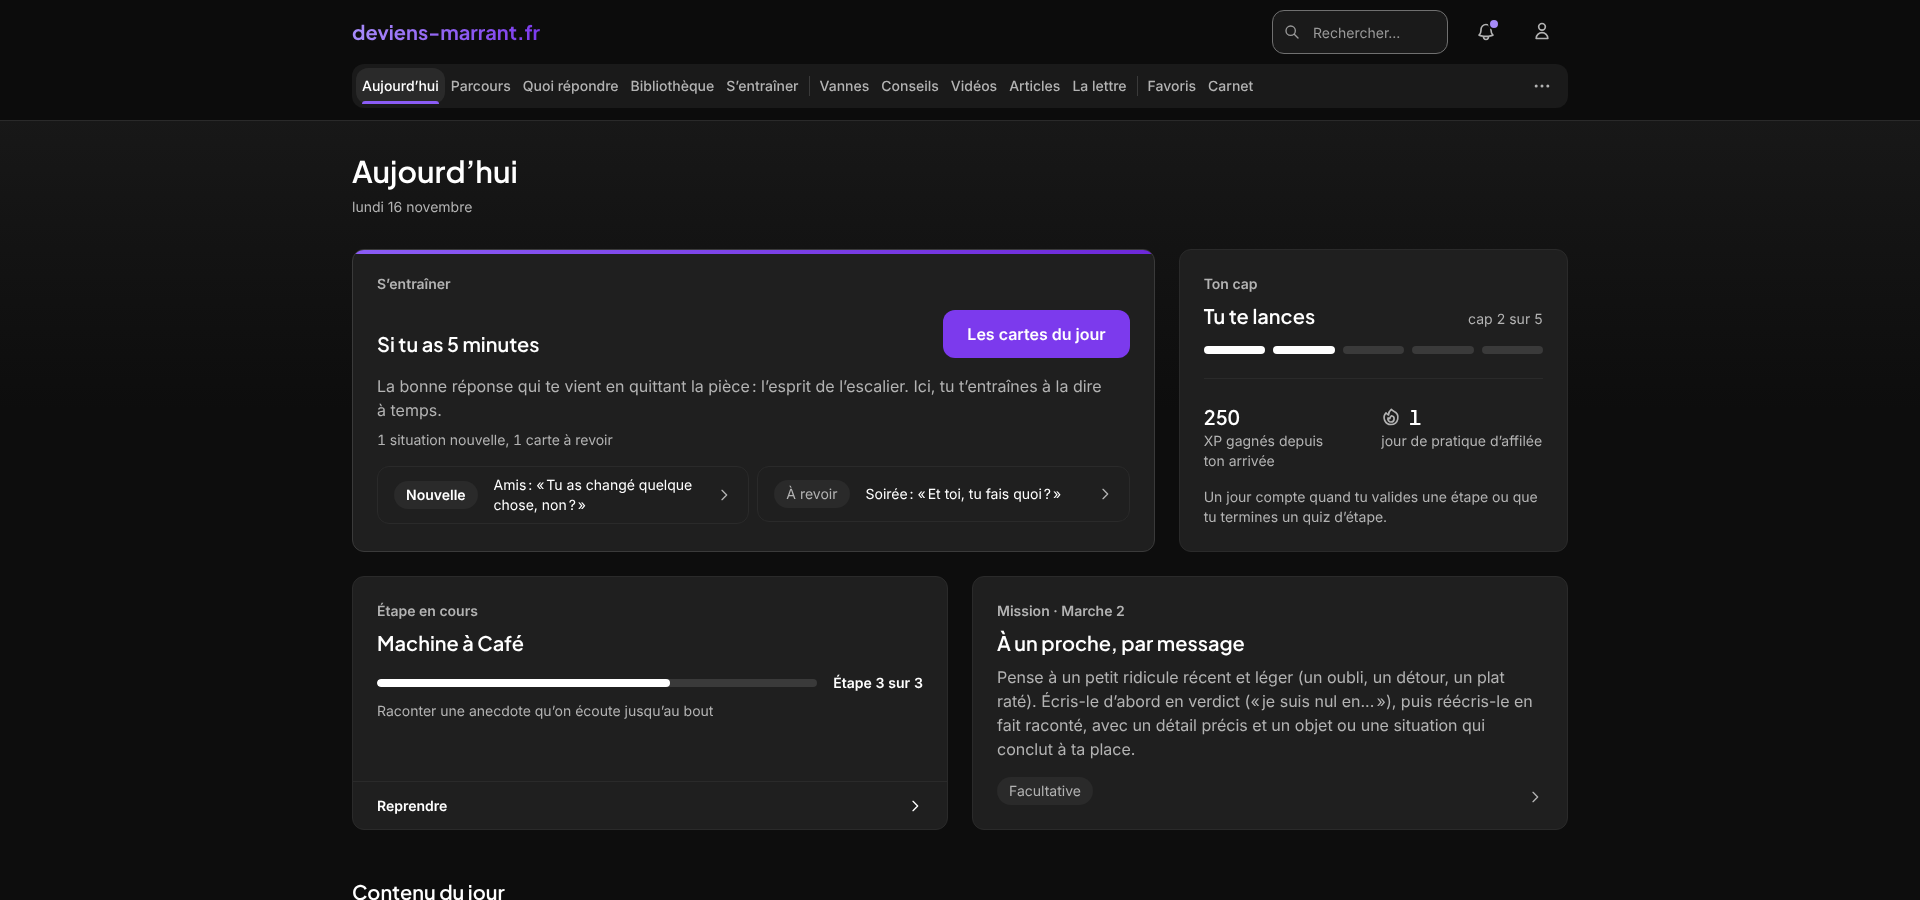 deviens-marrant.fr
Rechercher...
Aujourd’hui Parcours Quoi répondre Bibliothèque S’entraîner Vannes Conseils Vidéos Articles La lettre Favoris Carnet
Aujourd’hui
lundi 16 novembre
S’entraîner
Si tu as 5 minutes
Les cartes du jour
La bonne réponse qui te vient en quittant la pièce : l’esprit de l’escalier. Ici, tu t’entraînes à la dire
à temps.
1 situation nouvelle, 1 carte à revoir
Nouvelle
Amis : « Tu as changé quelque
chose, non ? »
À revoir
Soirée : « Et toi, tu fais quoi ? »
Ton cap
Tu te lances
cap 2 sur 5
250
XP gagnés depuis
ton arrivée
1
jour de pratique d’affilée
Un jour compte quand tu valides une étape ou que
tu termines un quiz d’étape.
Étape en cours
Machine à Café
Étape 3 sur 3
Raconter une anecdote qu’on écoute jusqu’au bout
Reprendre
Mission · Marche 2
À un proche, par message
Pense à un petit ridicule récent et léger (un oubli, un détour, un plat
raté). Écris-le d’abord en verdict (« je suis nul en... »), puis réécris-le en
fait raconté, avec un détail précis et un objet ou une situation qui
conclut à ta place.
Facultative
Contenu du jour